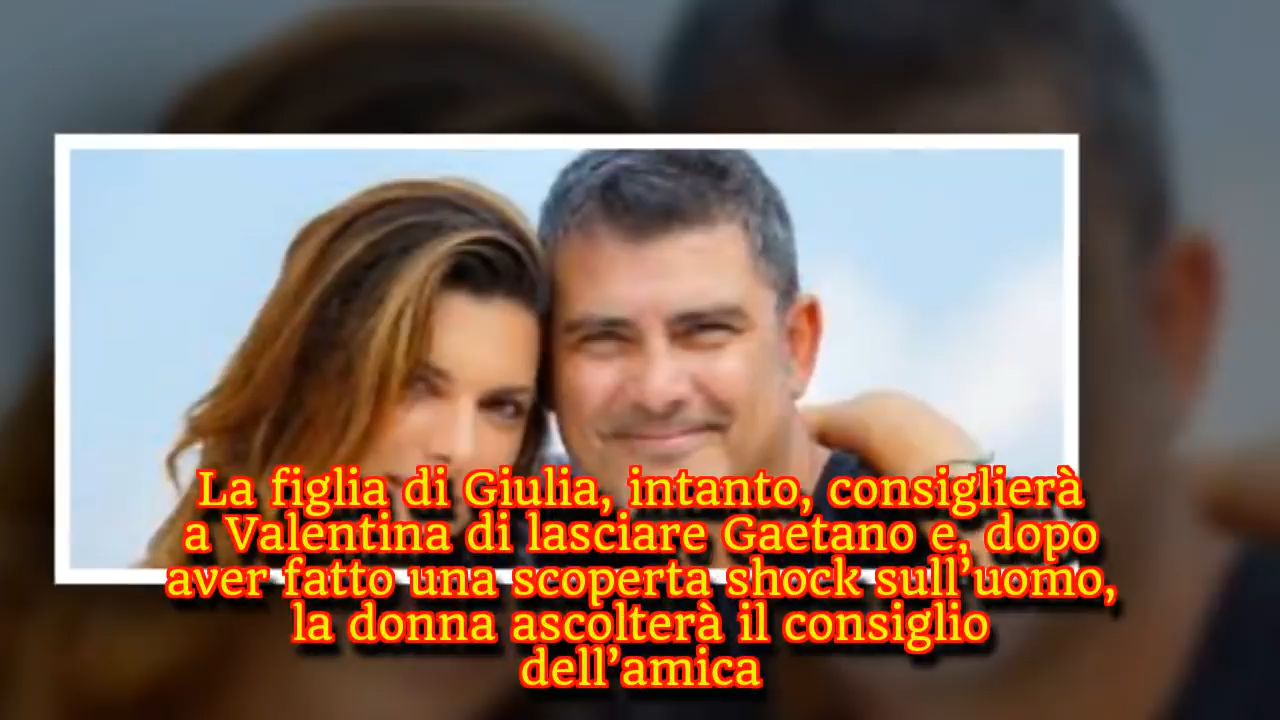 La figlia di Giulia, intanto, consiglierà
a Valentina di lasciare Gaetano e, dopo
aver fatto una scoperta shock sull’uomo,
la donna ascolterà il consiglio
dell’amica